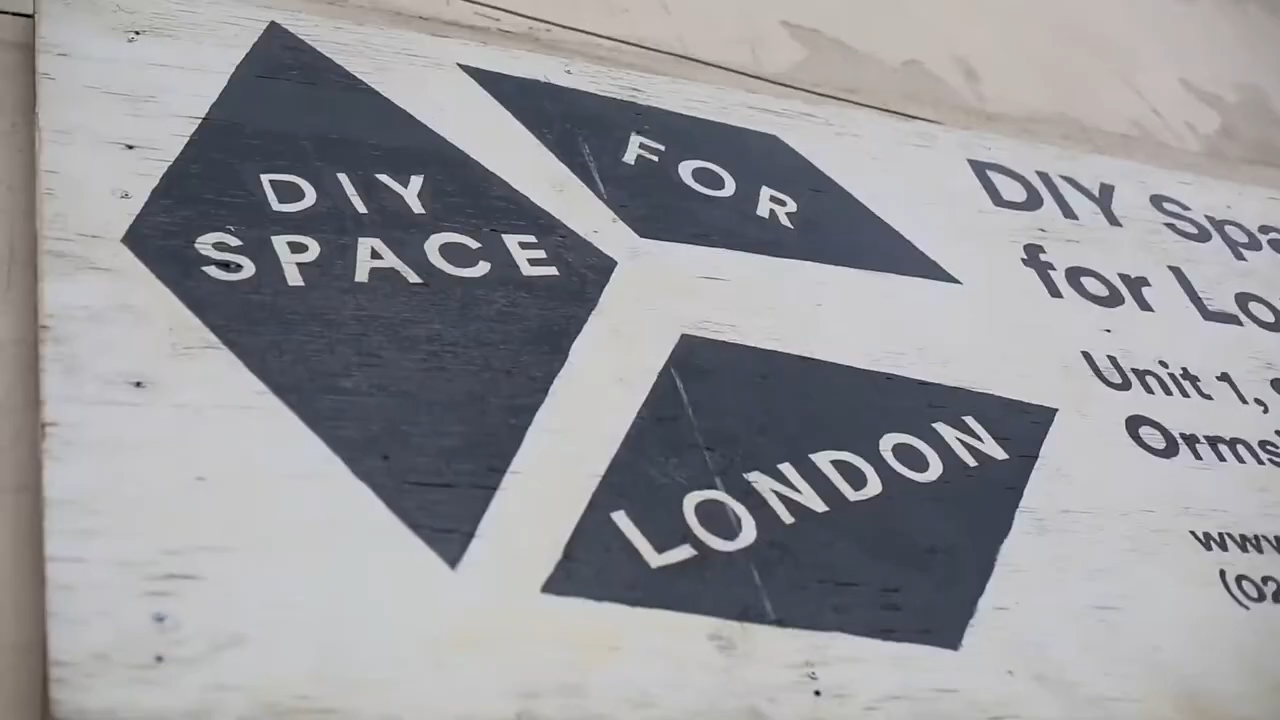 DIY
SPACE
FOR
LONDON
DIY Spa
for Lo
Unit 1,
Orms
www
(02